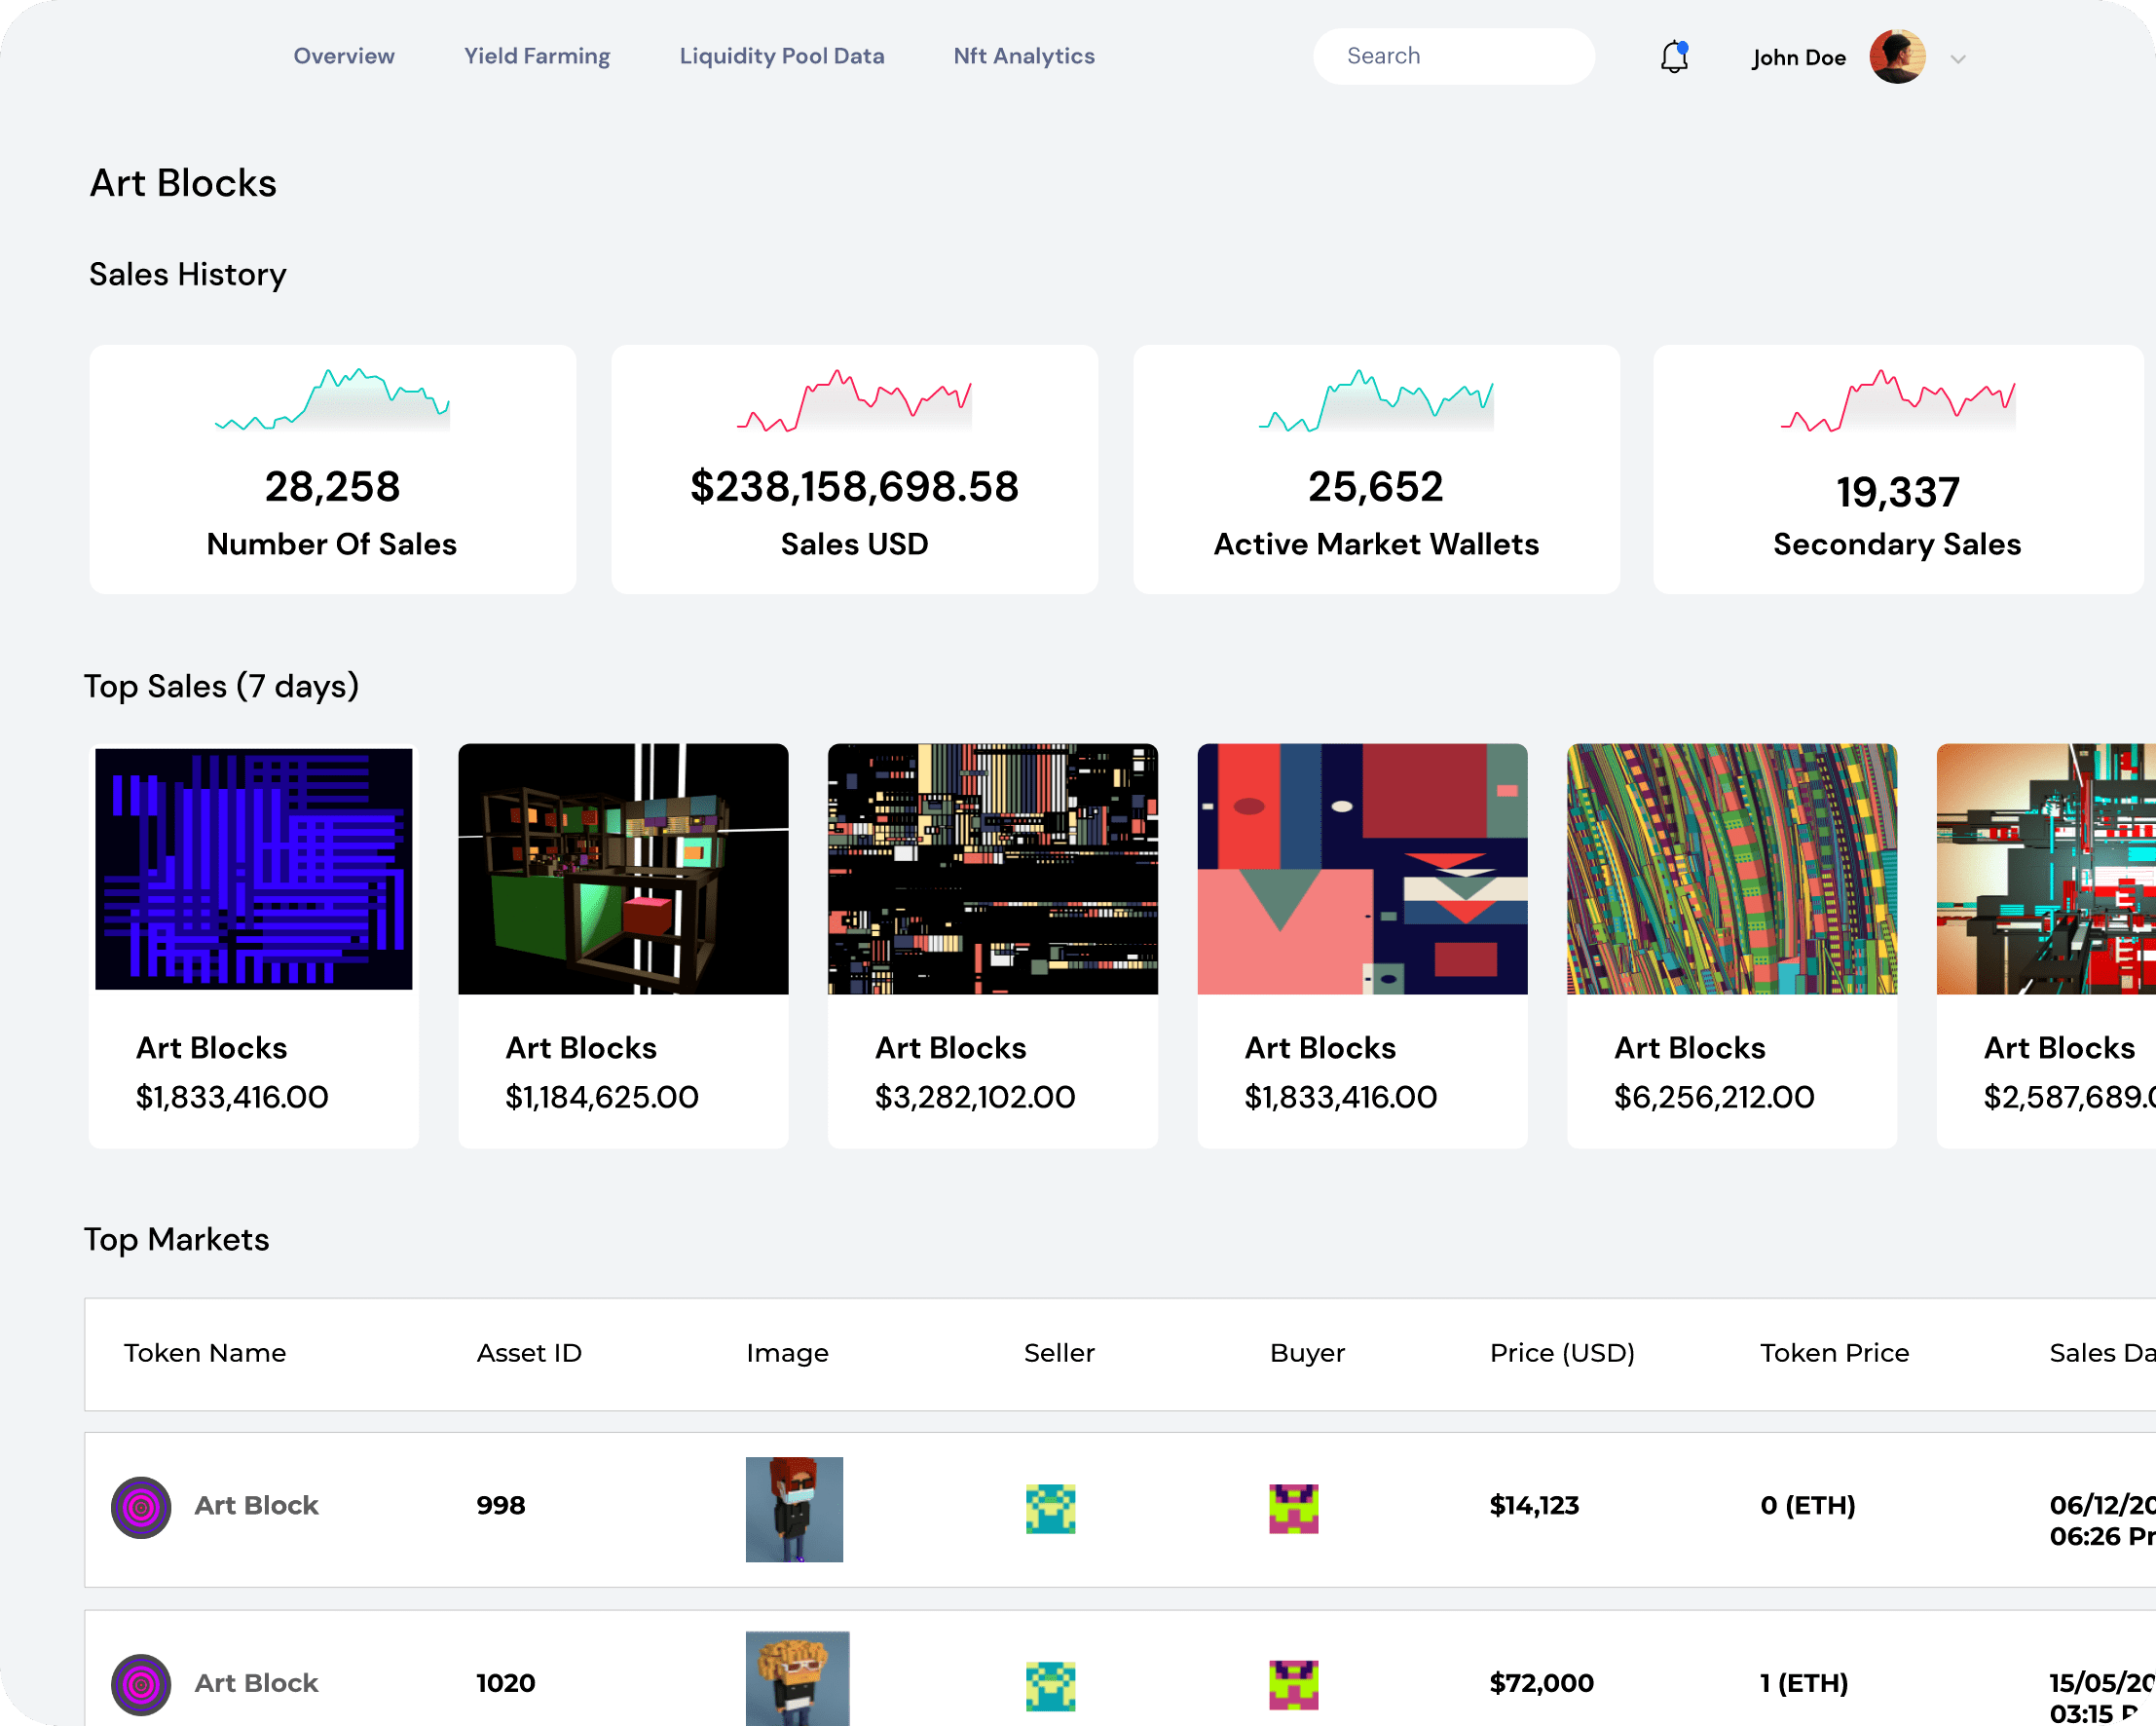 Overview Yield Farming Liquidity Pool Data Nft Analytics Search John Doe
Art Blocks
Sales History
28,258 $238,158,698.58 25,652 19,337
Number Of Sales Sales USD Active Market Wallets Secondary Sales
Top Sales (7 days)
Art Blocks Art Blocks Art Blocks Art Blocks Art Blocks Art Blocks
$1,833,416.00 $1,184,625.00 $3,282,102.00 $1,833,416.00 $6,256,212.00 $2,587,689.0
Top Markets
Token Name Asset ID Image Seller Buyer Price (USD) Token Price Sales Da
Art Block 998 $14,123 0 (ETH) 06/12/20
06:26
Art Block 1020 $72,000 1 (ETH) 15/05/20
03:15